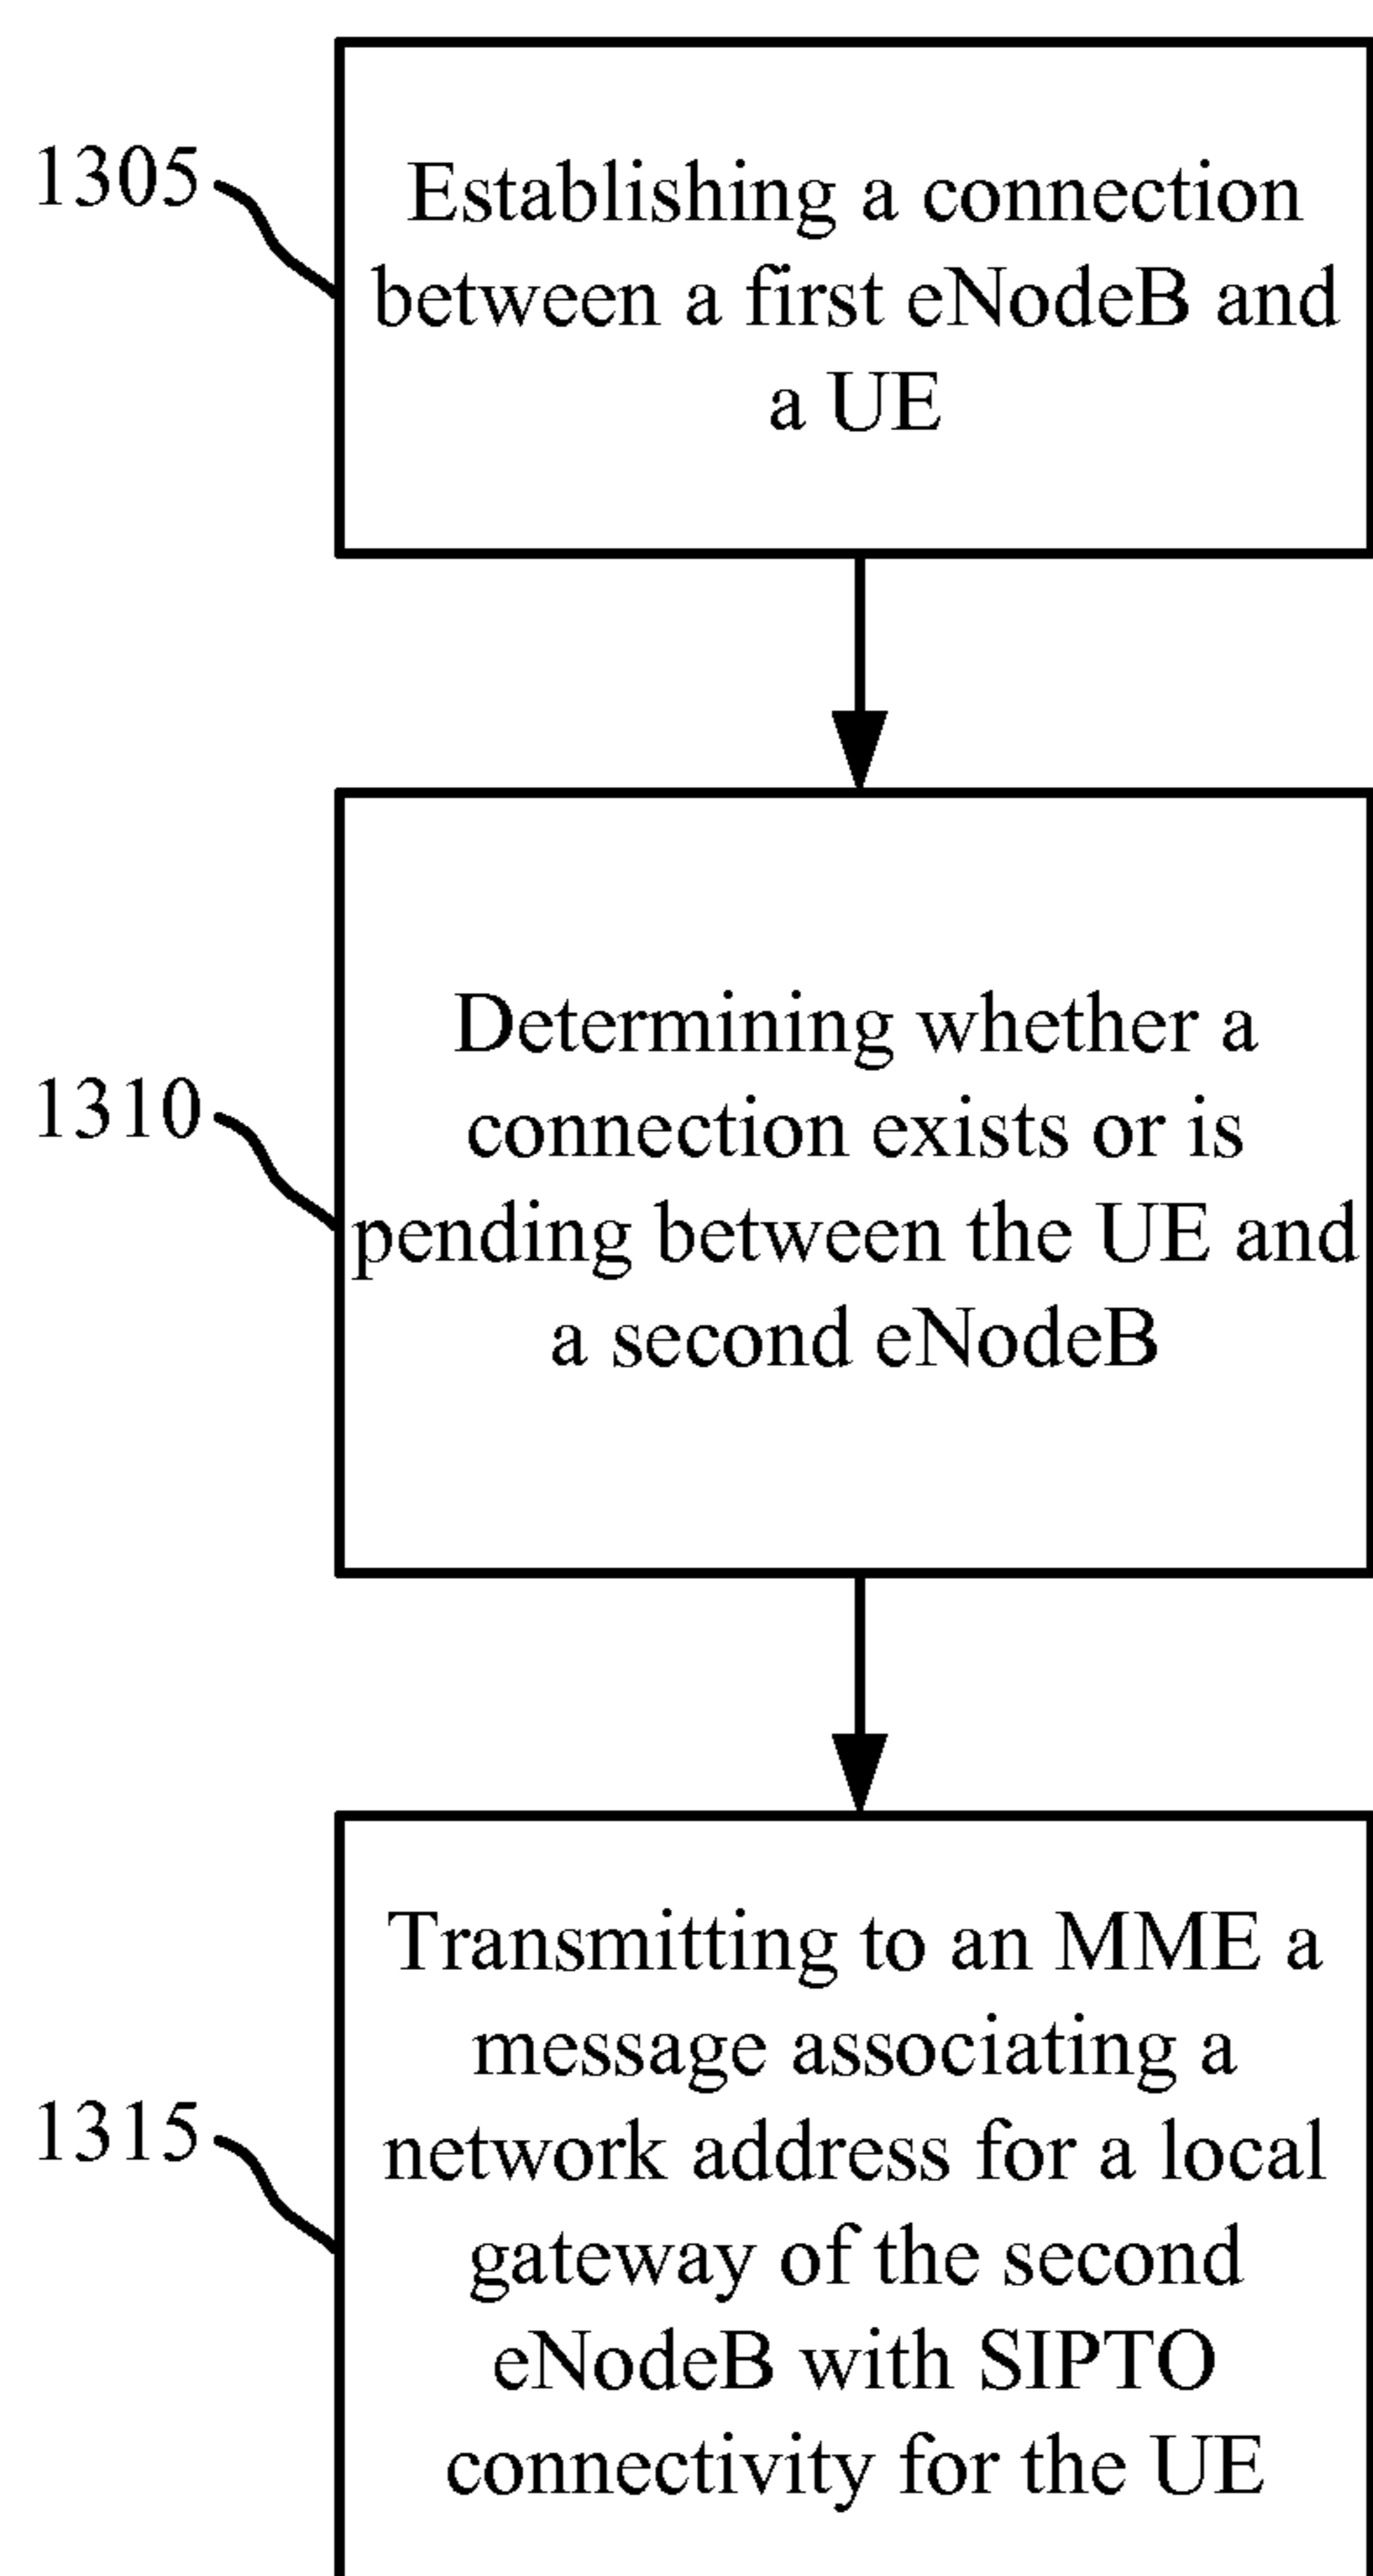 1305
Establishing a connection
between a first eNodeB and
a UE
1310
Determining whether a
connection exists or is
pending between the UE and
a second eNodeB
1315
Transmitting to an MME a
message associating a
network address for a local
gateway of the second
eNodeB with SIPTO
connectivity for the UE